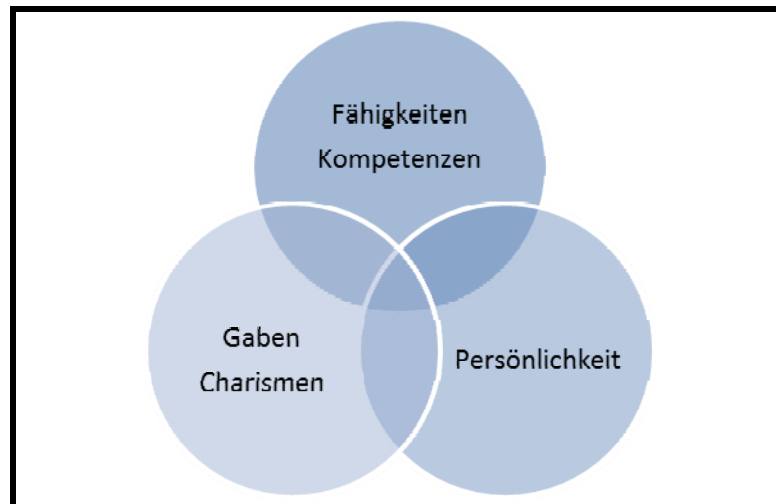 Fähigkeiten
Kompetenzen
Gaben
Charismen
Persönlichkeit